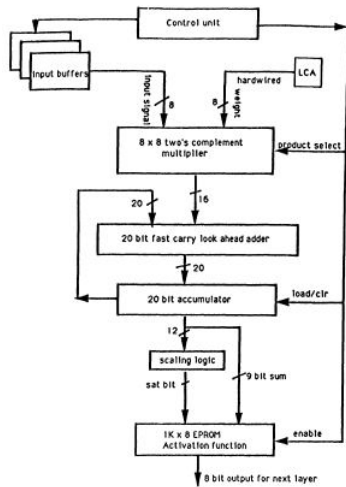 Control unit
Input buffers
input signal
8
8
hardwired
weight
LCA
8 x 8 two's complement
multiplier
product select
16
20
20 bit fast carry look ahead adder
20
20 bit accumulator
load/clr
12
scaling logic
sat bit
9 bit sum
enable
1K x 8 EPROM
Activation function
8 bit output for next layer